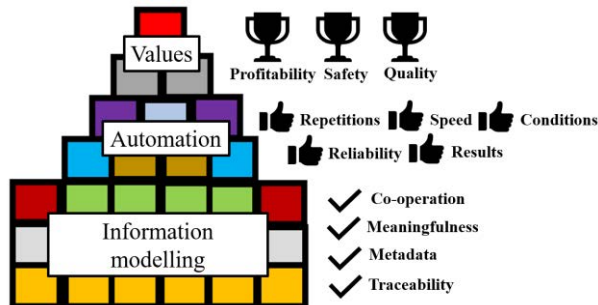 Values
Profitability Safety Quality
Automation
Repetitions Speed Conditions
Reliability Results
Information
modelling
Co-operation
Meaningfulness
Metadata
Traceability